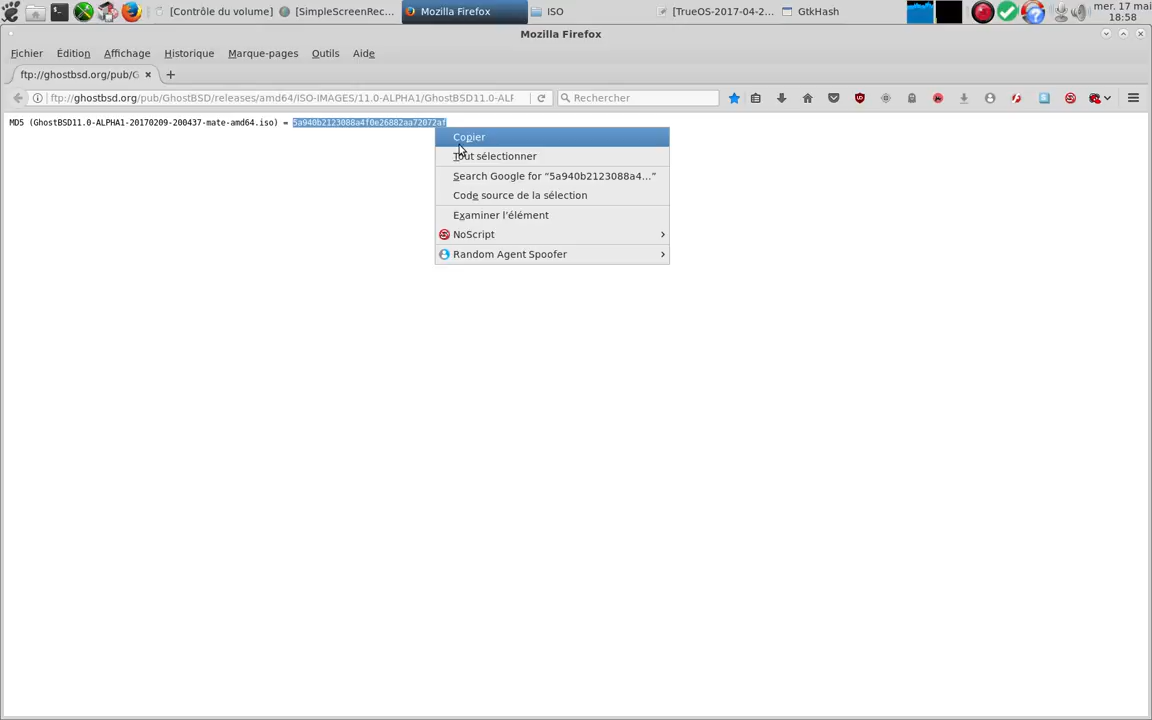 [Contrôle du volume] [SimpleScreenRec... Mozilla Firefox ISO [TrueOS-2017-04-2... GtkHash mer. 17 mai
18:58
Mozilla Firefox
Fichier Édition Affichage Historique Marque-pages Outils Aide
ftp://ghostbsd.org/pub/G
ftp://ghostbsd.org/pub/GhostBSD/releases/amd64/ISO-IMAGES/11.0-ALPHA1/GhostBSD11.0-ALP Rechercher
MD5 (GhostBSD11.0-ALPHA1-20170209-200437-mate-amd64.iso) = 5a940b2123088a4f0e26882aa72072af
Copier
Tout sélectionner
Search Google for “5a940b2123088a4...”
Code source de la sélection
Examiner l’élément
NoScript
Random Agent Spoofer